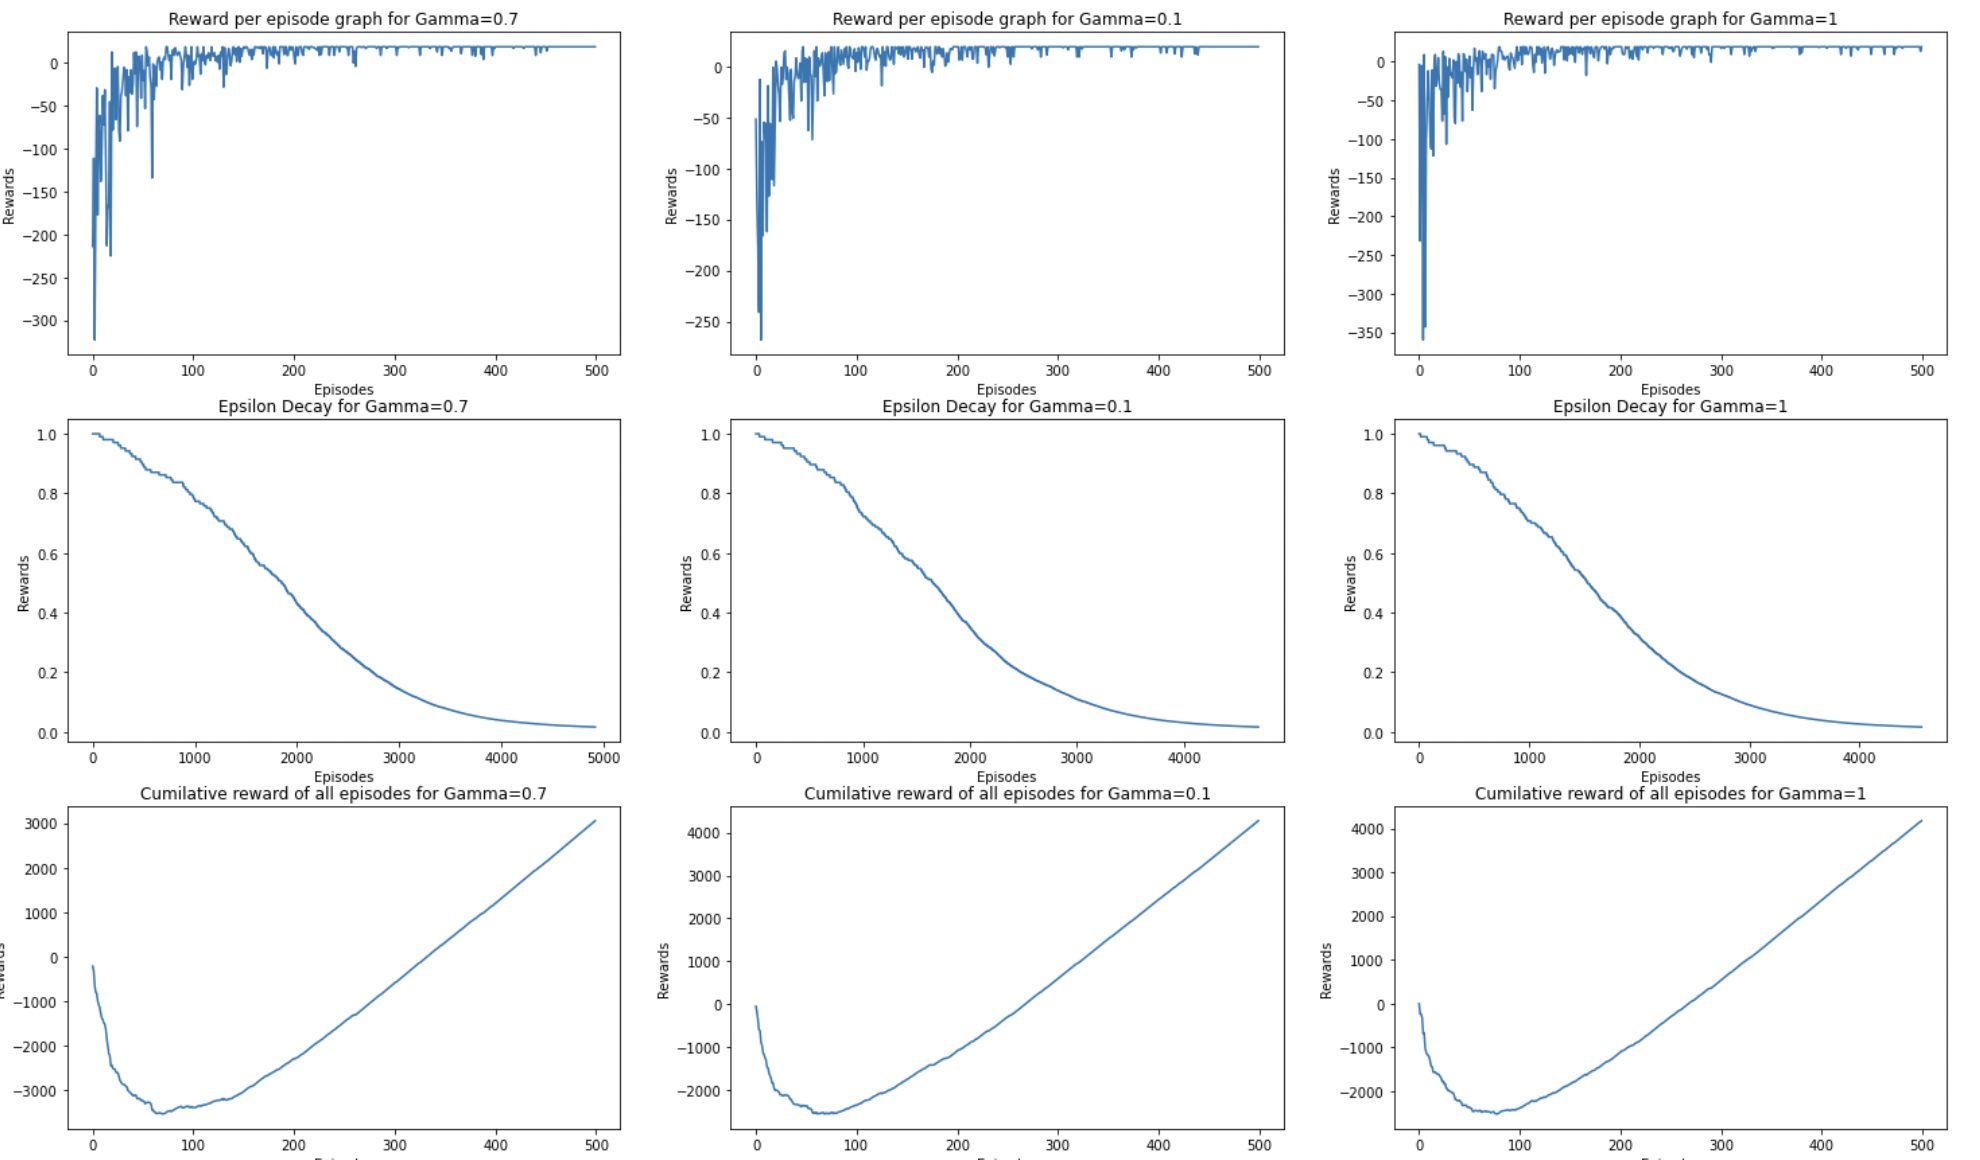 Reward per episode graph for Gamma=0.7
0
−50
−100
−150
−200
−250
−300
Rewards
0 100 200 300 400 500
Episodes
Reward per episode graph for Gamma=0.1
0
−50
−100
−150
−200
−250
Rewards
0 100 200 300 400 500
Episodes
Reward per episode graph for Gamma=1
0
−50
−100
−150
−200
−250
−300
−350
Rewards
0 100 200 300 400 500
Episodes
Epsilon Decay for Gamma=0.7
1.0
0.8
0.6
0.4
0.2
0.0
Rewards
0 1000 2000 3000 4000 5000
Episodes
Epsilon Decay for Gamma=0.1
1.0
0.8
0.6
0.4
0.2
0.0
Rewards
0 1000 2000 3000 4000
Episodes
Epsilon Decay for Gamma=1
1.0
0.8
0.6
0.4
0.2
0.0
Rewards
0 1000 2000 3000 4000
Episodes
Cumilative reward of all episodes for Gamma=0.7
3000
2000
1000
0
−1000
−2000
−3000
Rewards
0 100 200 300 400 500
Cumilative reward of all episodes for Gamma=0.1
4000
3000
2000
1000
0
−1000
−2000
Rewards
0 100 200 300 400 500
Cumilative reward of all episodes for Gamma=1
4000
3000
2000
1000
0
−1000
−2000
Rewards
0 100 200 300 400 500